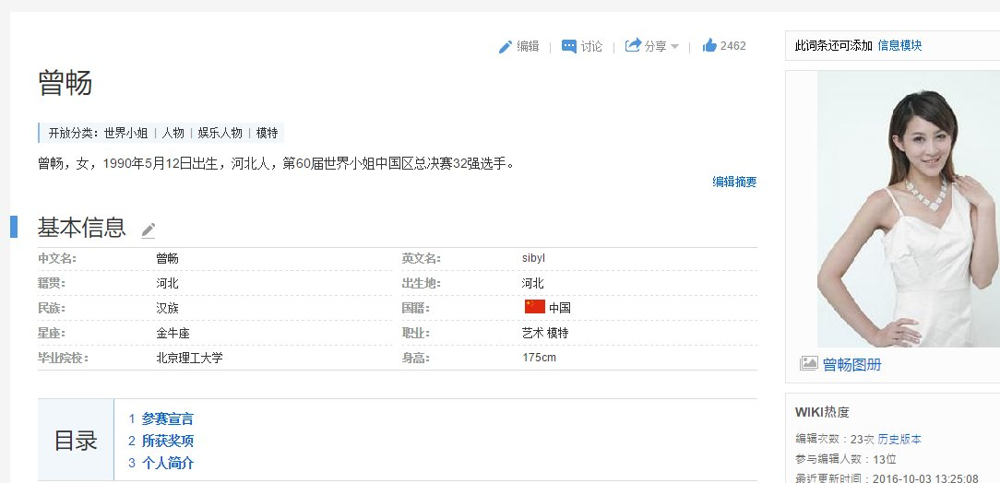 编辑 讨论 分享 2462
曾畅
开放分类：世界小姐 | 人物 | 娱乐人物 | 模特
曾畅，女，1990年5月12日出生，河北人，第60届世界小姐中国区总决赛32强选手。
编辑摘要
基本信息
中文名： 曾畅 英文名： sibyl
籍贯： 河北 出生地： 河北
民族： 汉族 国籍： 中国
星座： 金牛座 职业： 艺术 模特
毕业院校： 北京理工大学 身高： 175cm
目录
1 参赛宣言
2 所获奖项
3 个人简介
此词条还可添加 信息模块
曾畅图册
WIKI热度
编辑次数：23次 历史版本
参与编辑人数：13位
最近更新时间：2016-10-03 13:25:08